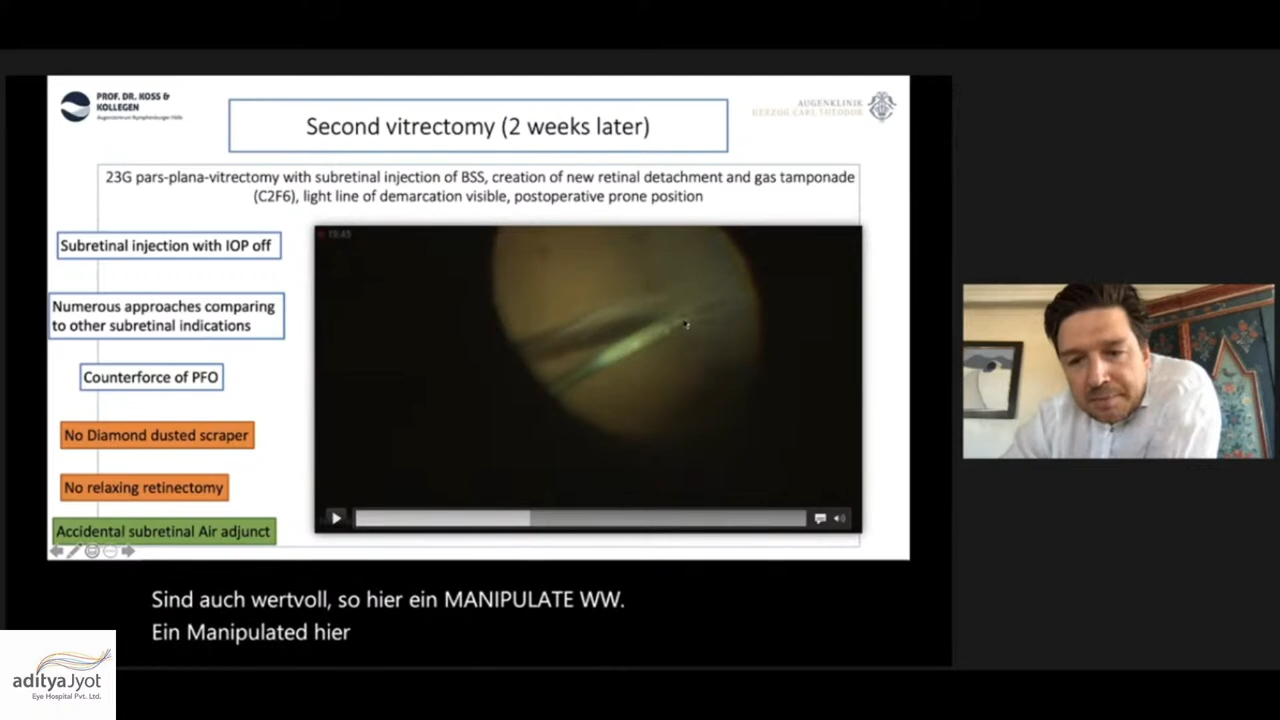 PROF. DR. KOSS &
KOLLEGEN
Augenzentrum Nymphenburger Höfe
AUGENKLINIK
HERZOG CARL THEODOR
Second vitrectomy (2 weeks later)
23G pars-plana-vitrectomy with subretinal injection of BSS, creation of new retinal detachment and gas tamponade
(C2F6), light line of demarcation visible, postoperative prone position
Subretinal injection with IOP off
Numerous approaches comparing
to other subretinal indications
Counterforce of PFO
No Diamond dusted scraper
No relaxing retinectomy
Accidental subretinal Air adjunct
Sind auch wertvoll, so hier ein MANIPULATE WW.
Ein Manipulated hier
adityaJyot
Eye Hospital Pvt. Ltd.